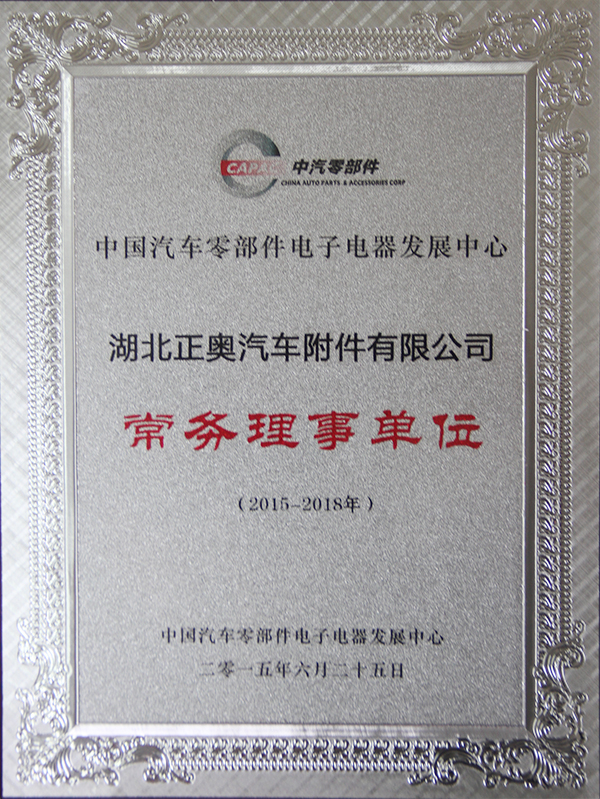 CAPAC 中汽零部件
CHINA AUTO PARTS & ACCESSORIES CORP
中国汽车零部件电子电器发展中心
湖北正奥汽车附件有限公司
常务理事单位
(2015-2018年)
中国汽车零部件电子电器发展中心
二零一五年六月二十五日